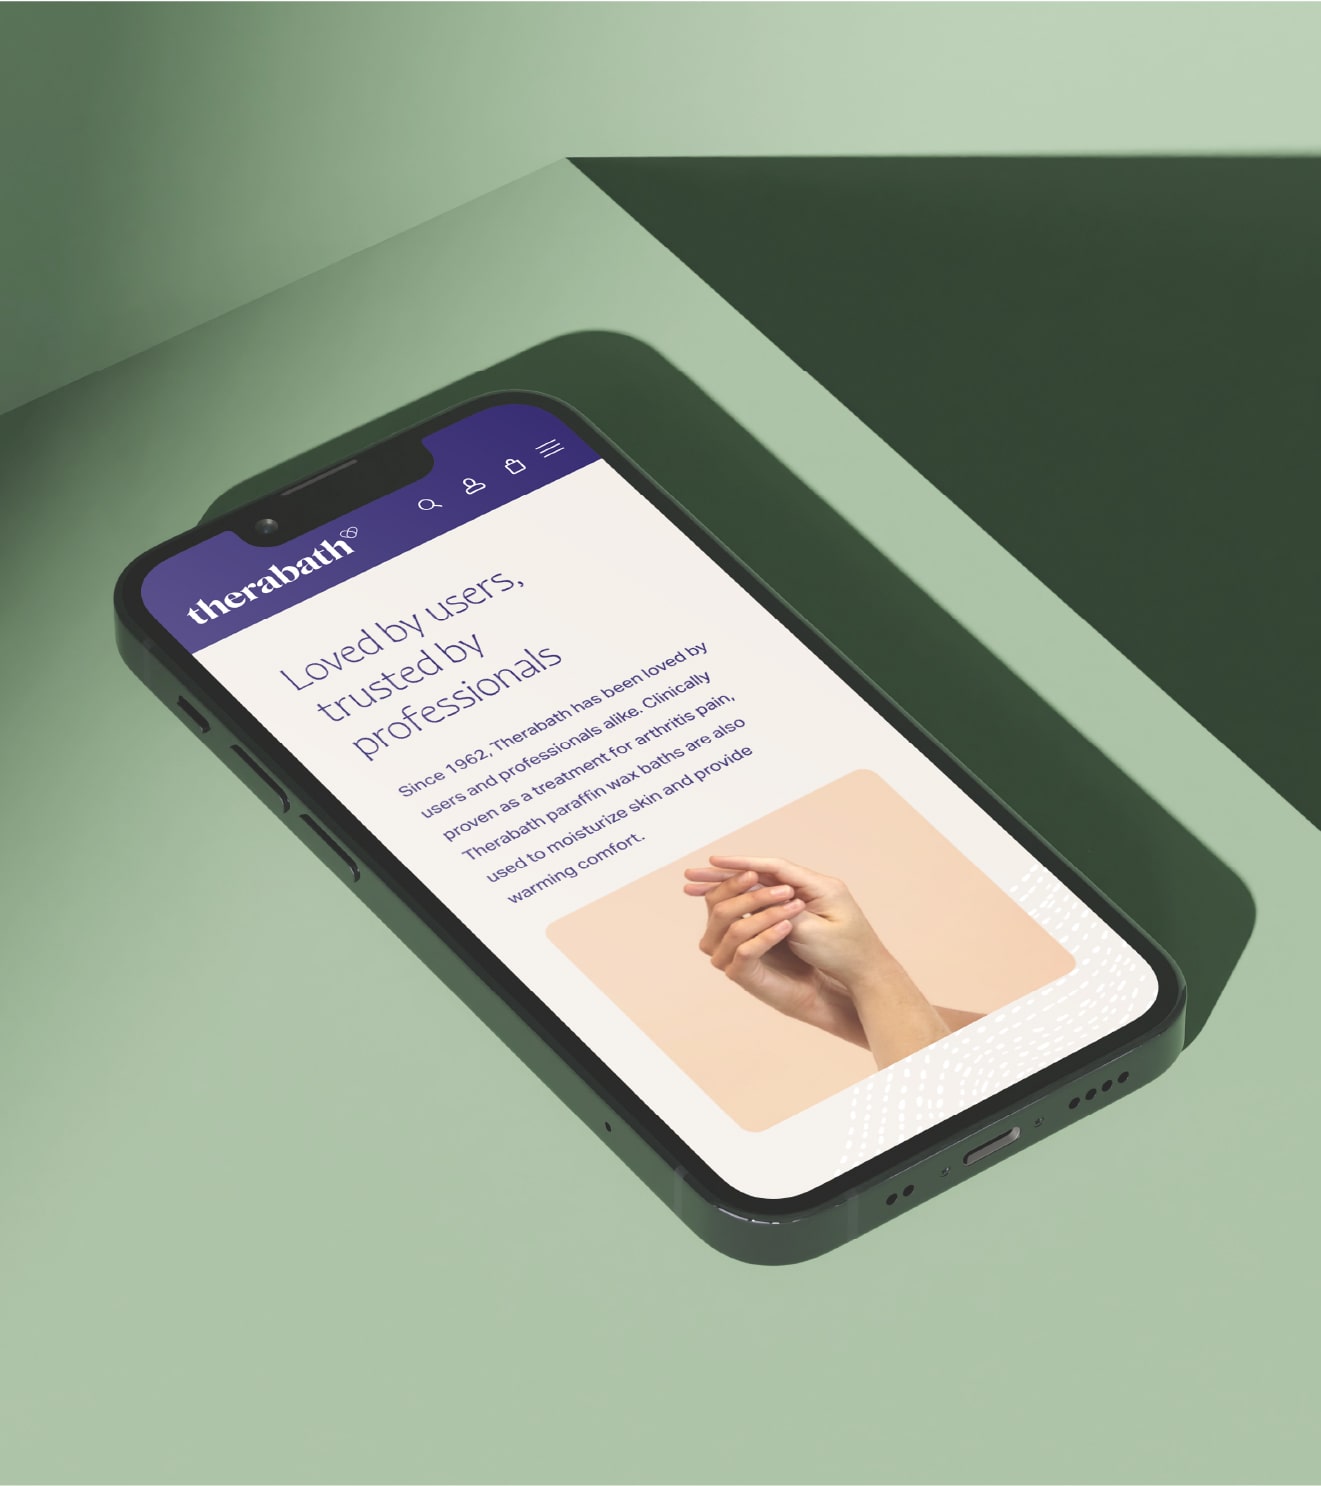 therabath
Loved by users,
trusted by
professionals
Since 1962, Therabath has been loved by
users and professionals alike. Clinically
proven as a treatment for arthritis pain,
Therabath paraffin wax baths are also
used to moisturize skin and provide
warming comfort.